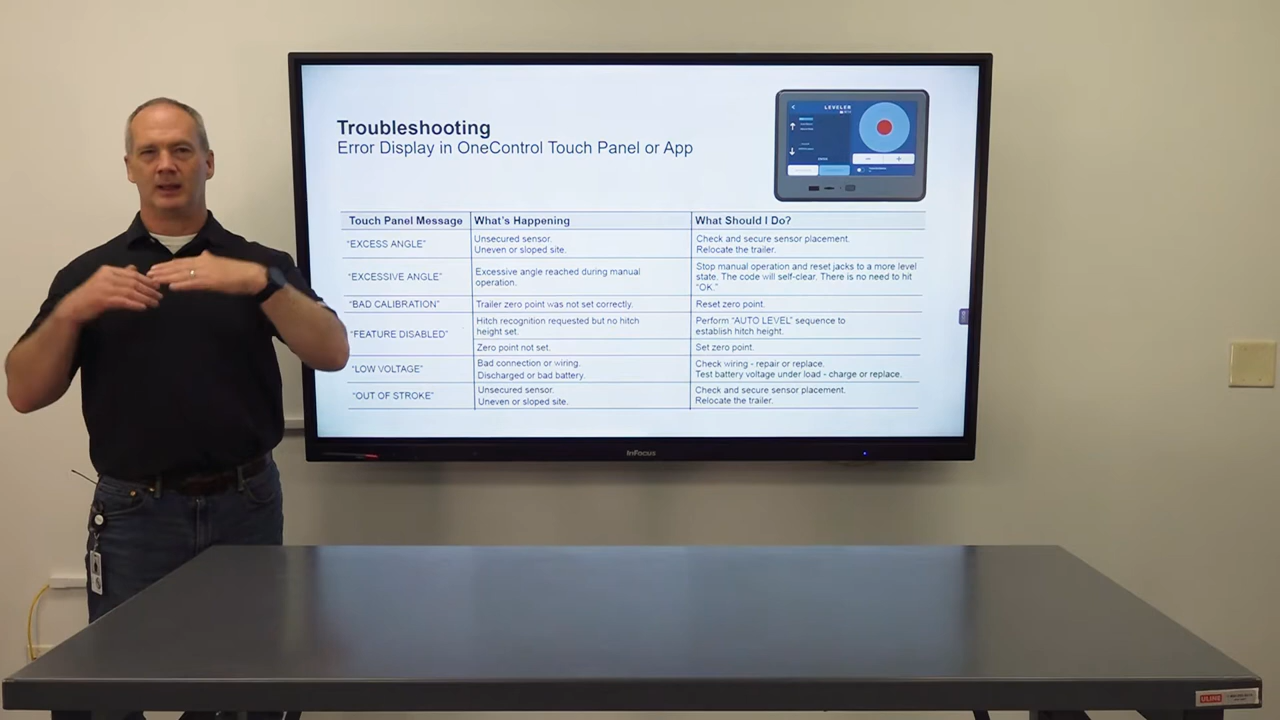 Troubleshooting
Error Display in OneControl Touch Panel or App
LEVELER
Touch Panel Message What's Happening What Should I Do?
"EXCESS ANGLE" Unsecured sensor. Check and secure sensor placement.
Uneven or sloped site. Relocate the trailer.
"EXCESSIVE ANGLE" Excessive angle reached during manual operation. Stop manual operation and reset jacks to a more level
state. The code will self-clear. There is no need to hit
"OK."
"BAD CALIBRATION" Trailer zero point was not set correctly. Reset zero point.
"FEATURE DISABLED" Hitch recognition requested but no hitch Perform "AUTO LEVEL" sequence to
height set. establish hitch height.
Zero point not set. Set zero point.
"LOW VOLTAGE" Bad connection or wiring. Check wiring - repair or replace.
Discharged or bad battery. Test battery voltage under load - charge or replace.
"OUT OF STROKE" Unsecured sensor. Check and secure sensor placement.
Uneven or sloped site. Relocate the trailer.
InFocus
ULINE